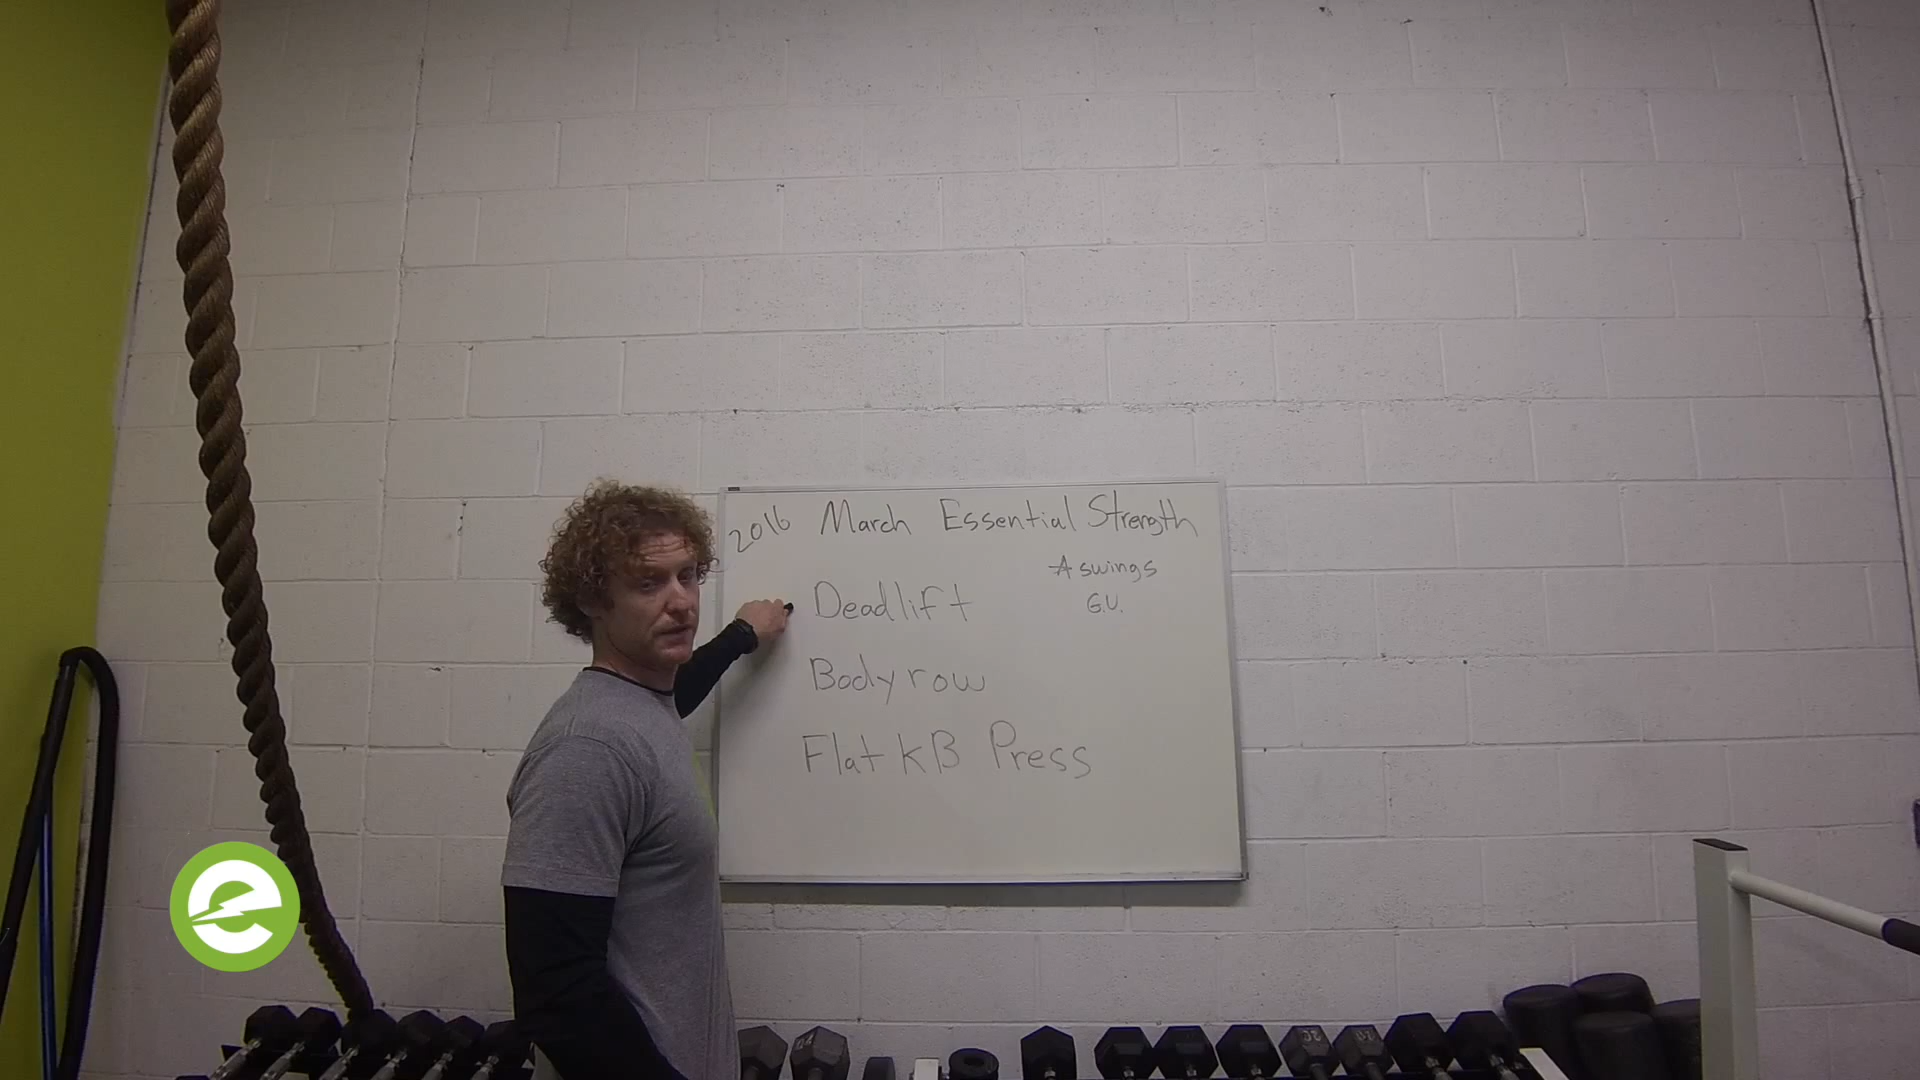 2016 March Essential Strength
* swings
G.U.
Deadlift
Body row
Flat KB Press